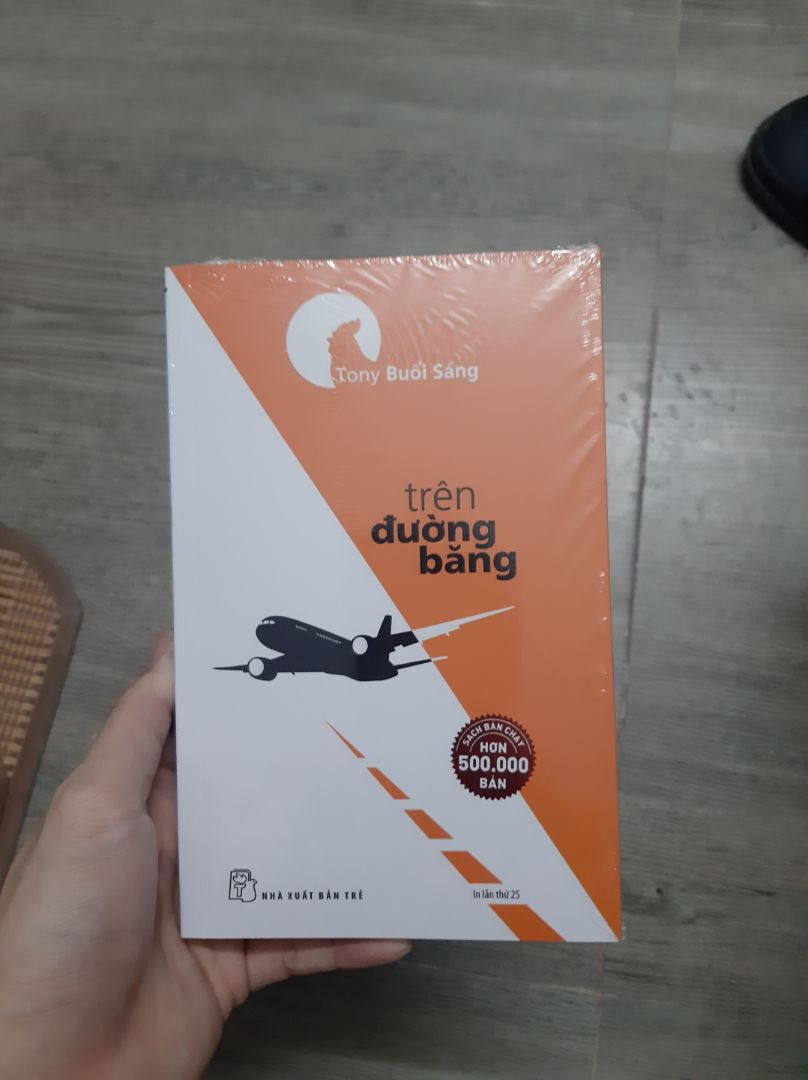 Tony Buổi Sáng
trên
đường
băng
SÁCH BÁN CHẠY
HƠN
500.000
BẢN
NHÀ XUẤT BẢN TRẺ
In lần thứ 25